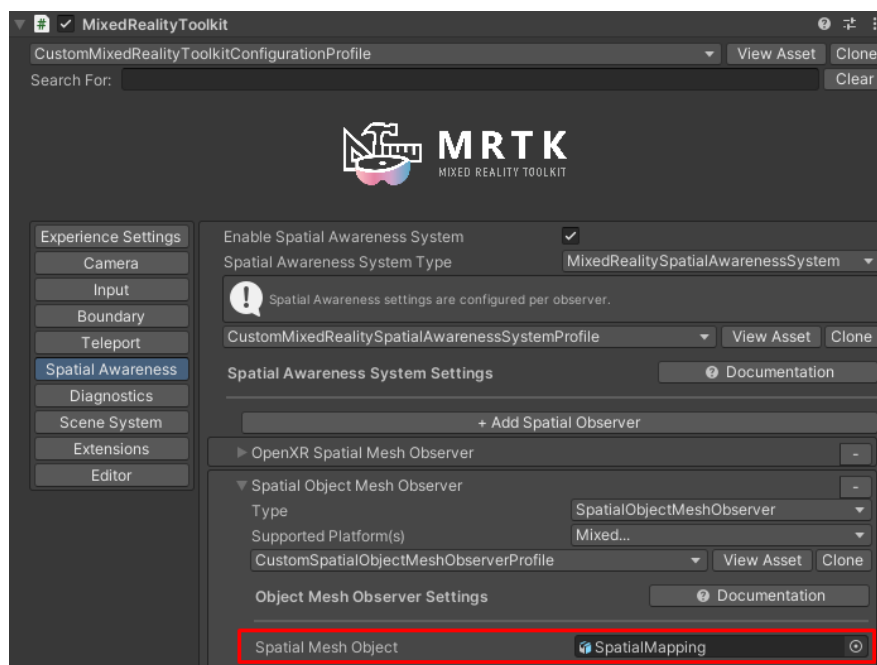 MixedRealityToolkit
CustomMixedRealityToolkitConfigurationProfile View Asset Clone
Search For: Clear
MRTK
MIXED REALITY TOOLKIT
Experience Settings
Camera
Input
Boundary
Teleport
Spatial Awareness
Diagnostics
Scene System
Extensions
Editor
Enable Spatial Awareness System
Spatial Awareness System Type MixedRealitySpatialAwarenessSystem
Spatial Awareness settings are configured per observer.
CustomMixedRealitySpatialAwarenessSystemProfile View Asset Clone
Spatial Awareness System Settings Documentation
+ Add Spatial Observer
OpenXR Spatial Mesh Observer -
Spatial Object Mesh Observer -
Type SpatialObjectMeshObserver
Supported Platform(s) Mixed...
CustomSpatialObjectMeshObserverProfile View Asset Clone
Object Mesh Observer Settings Documentation
Spatial Mesh Object SpatialMapping